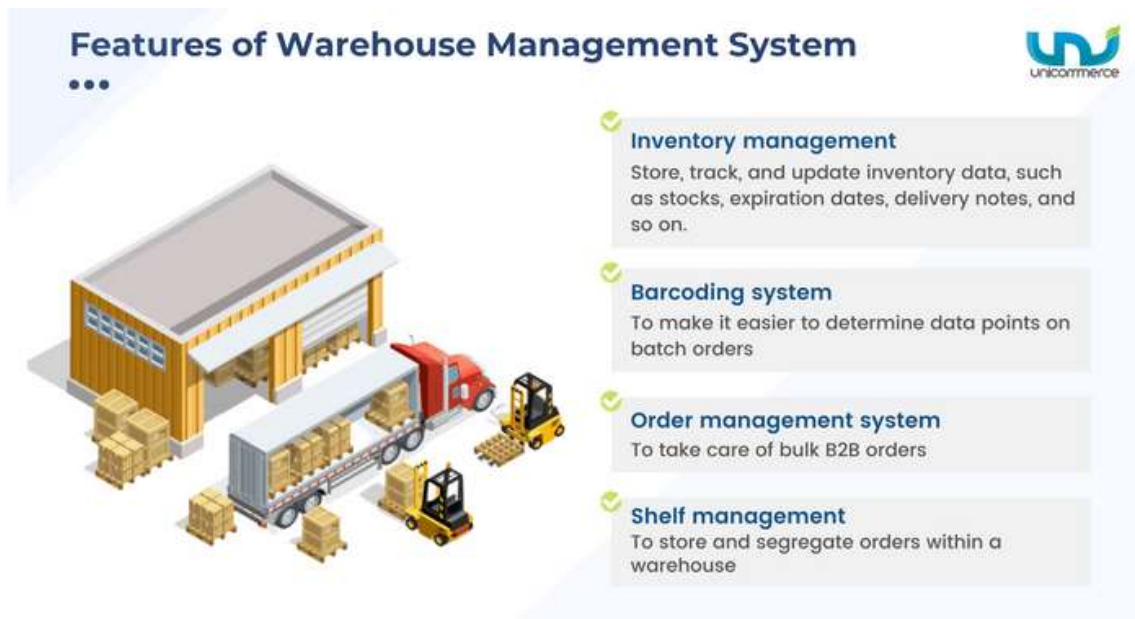 Features of Warehouse Management System
unicommerce
Inventory management
Store, track, and update inventory data, such
as stocks, expiration dates, delivery notes, and
so on.
Barcoding system
To make it easier to determine data points on
batch orders
Order management system
To take care of bulk B2B orders
Shelf management
To store and segregate orders within a
warehouse